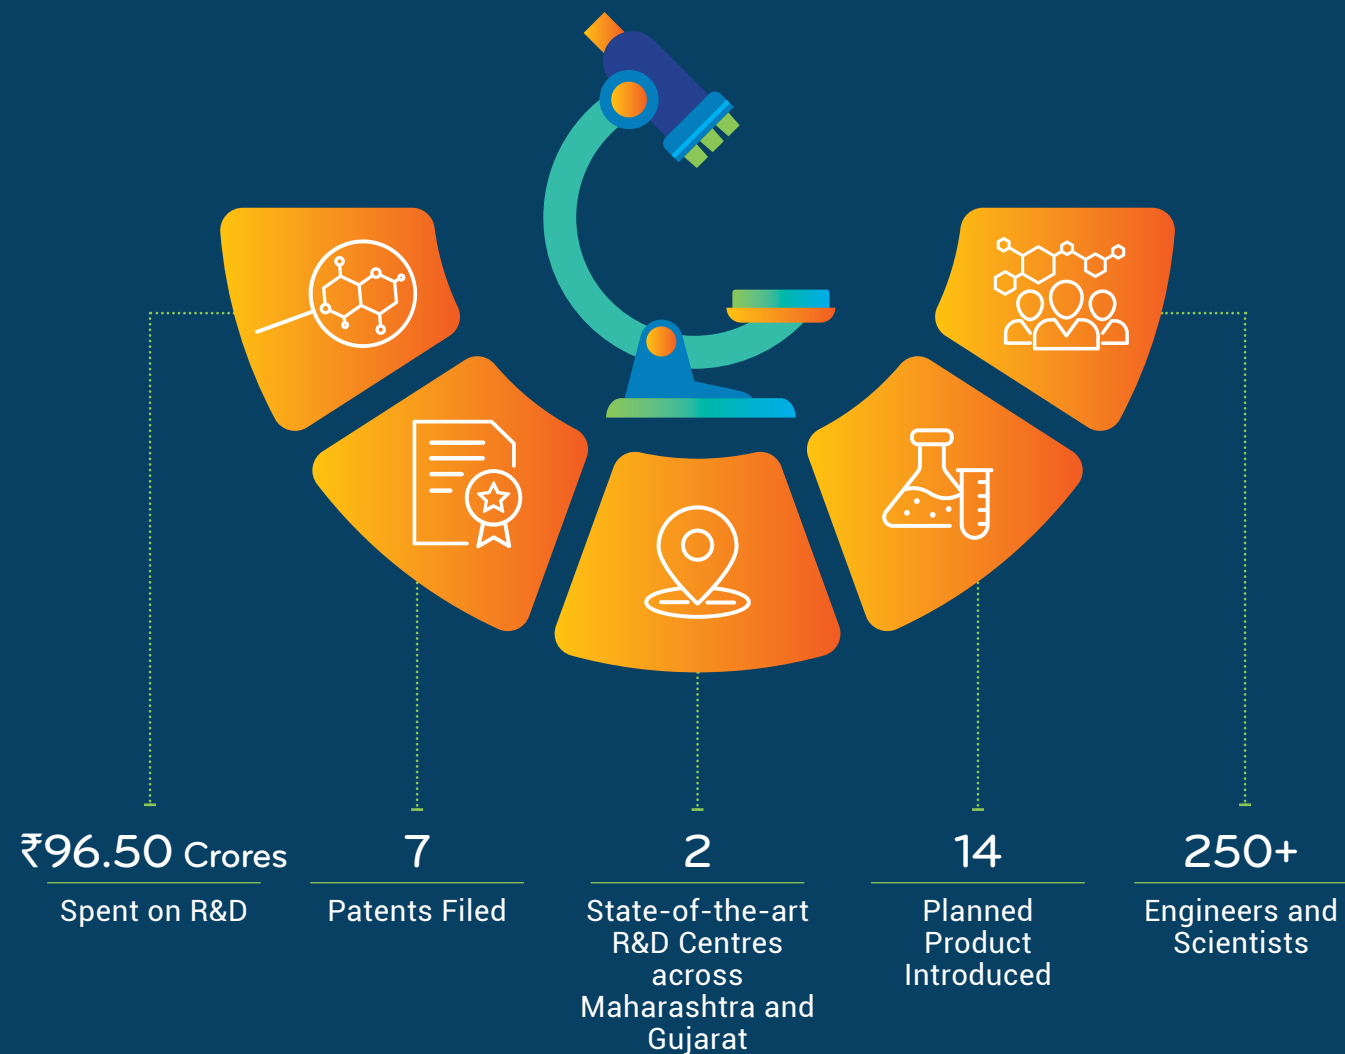 ₹96.50 Crores
Spent on R&D
7
Patents Filed
2
State-of-the-art
R&D Centres
across
Maharashtra and
Gujarat
14
Planned
Product
Introduced
250+
Engineers and
Scientists